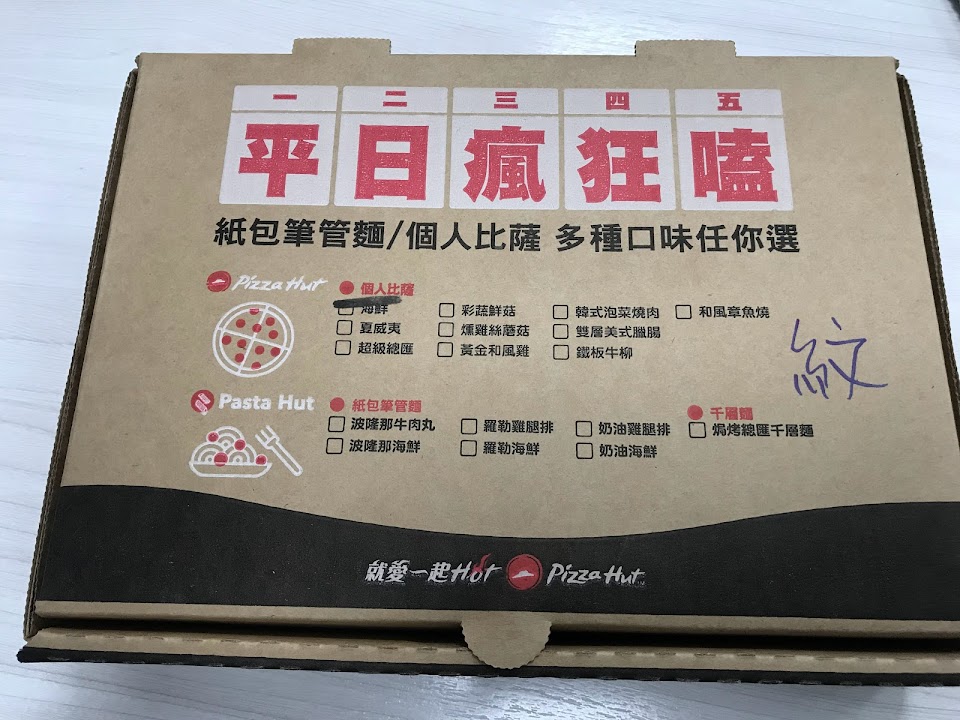 一 二 三 四 五
平日瘋狂嗑
紙包筆管麵/個人比薩 多種口味任你選
Pizza Hut 個人比薩
海鮮 彩蔬鮮菇 韓式泡菜燒肉 和風章魚燒
夏威夷 燻雞絲蘑菇 雙層美式臘腸
超級總匯 黃金和風雞 鐵板牛柳
紋
Pasta Hut 紙包筆管麵 千層麵
波隆那牛肉丸 羅勒雞腿排 奶油雞腿排 焗烤總匯千層麵
波隆那海鮮 羅勒海鮮 奶油海鮮
就愛一起Hot Pizza Hut